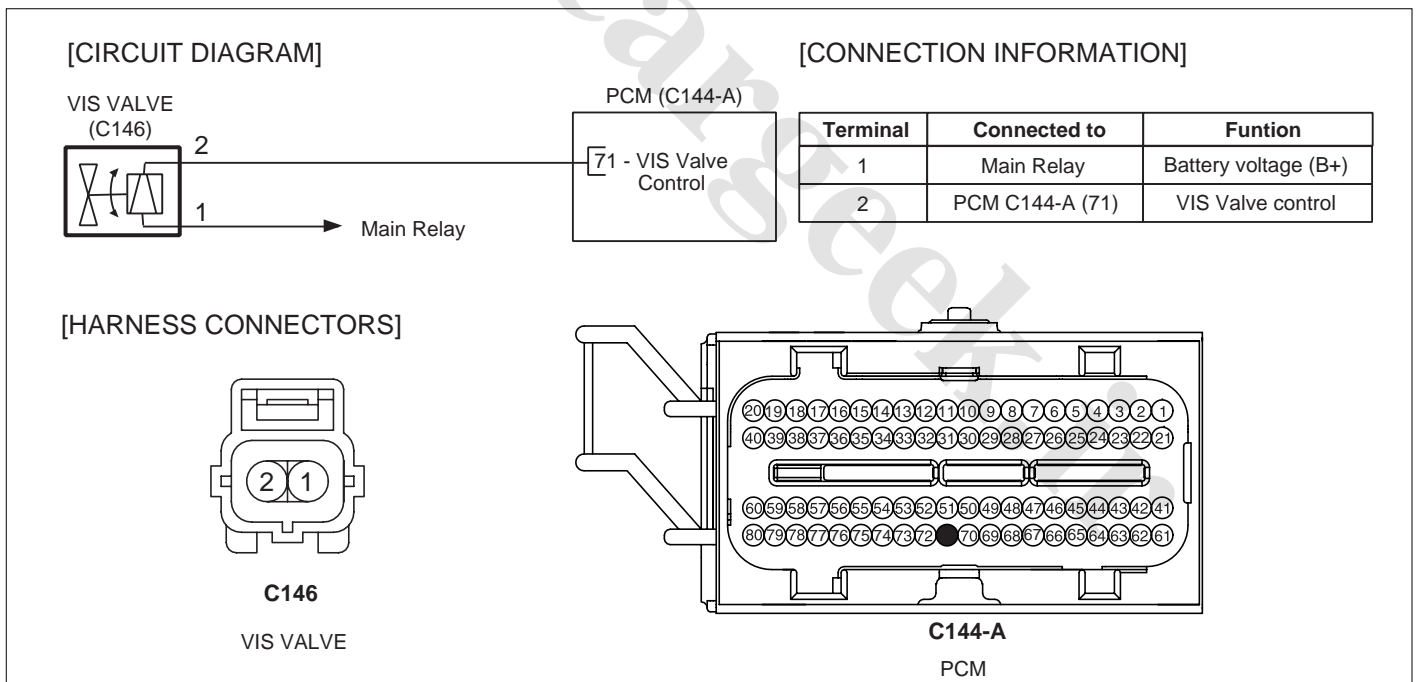 [CIRCUIT DIAGRAM]
VIS VALVE
(C146)
2
1
Main Relay
PCM (C144-A)
71 - VIS Valve
Control
[CONNECTION INFORMATION]
Terminal Connected to Funtion
1 Main Relay Battery voltage (B+)
2 PCM C144-A (71) VIS Valve control
[HARNESS CONNECTORS]
2 1
C146
VIS VALVE
20 19 18 17 16 15 14 13 12 11 10 9 8 7 6 5 4 3 2 1
40 39 38 37 36 35 34 33 32 31 30 29 28 27 26 25 24 23 22 21
60 59 58 57 56 55 54 53 52 51 50 49 48 47 46 45 44 43 42 41
80 79 78 77 76 75 74 73 72 70 69 68 67 66 65 64 63 62 61
C144-A
PCM
cargeek.ir